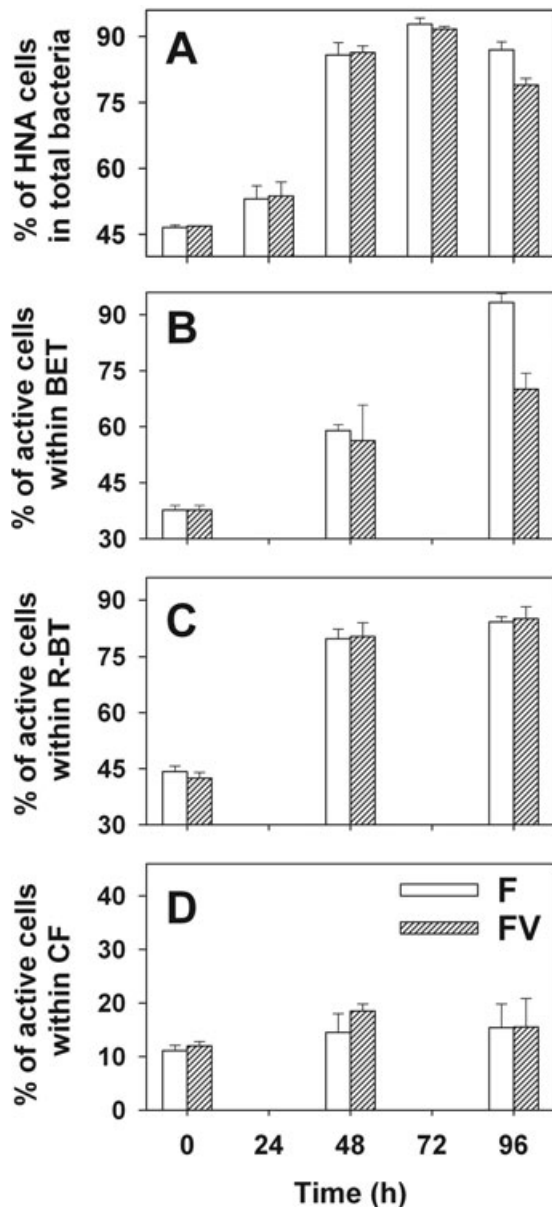 A
% of HNA cells
in total bacteria
90
75
60
45
B
% of active cells
within BET
90
75
60
45
30
C
% of active cells
within R-BT
90
75
45
30
D
% of active cells
within CF
40
30
20
10
0
F
FV
0 24 48 72 96
Time (h)